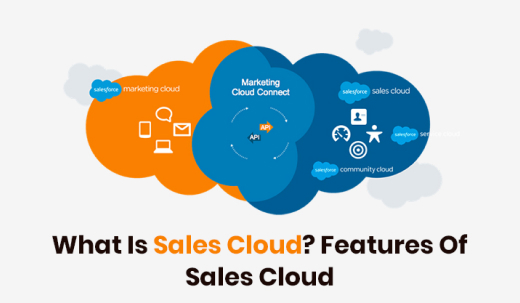 Marketing
Cloud Connect
salesforce marketing cloud
salesforce sales cloud
API
API
salesforce
salesforce community cloud
What Is Sales Cloud? Features Of
Sales Cloud